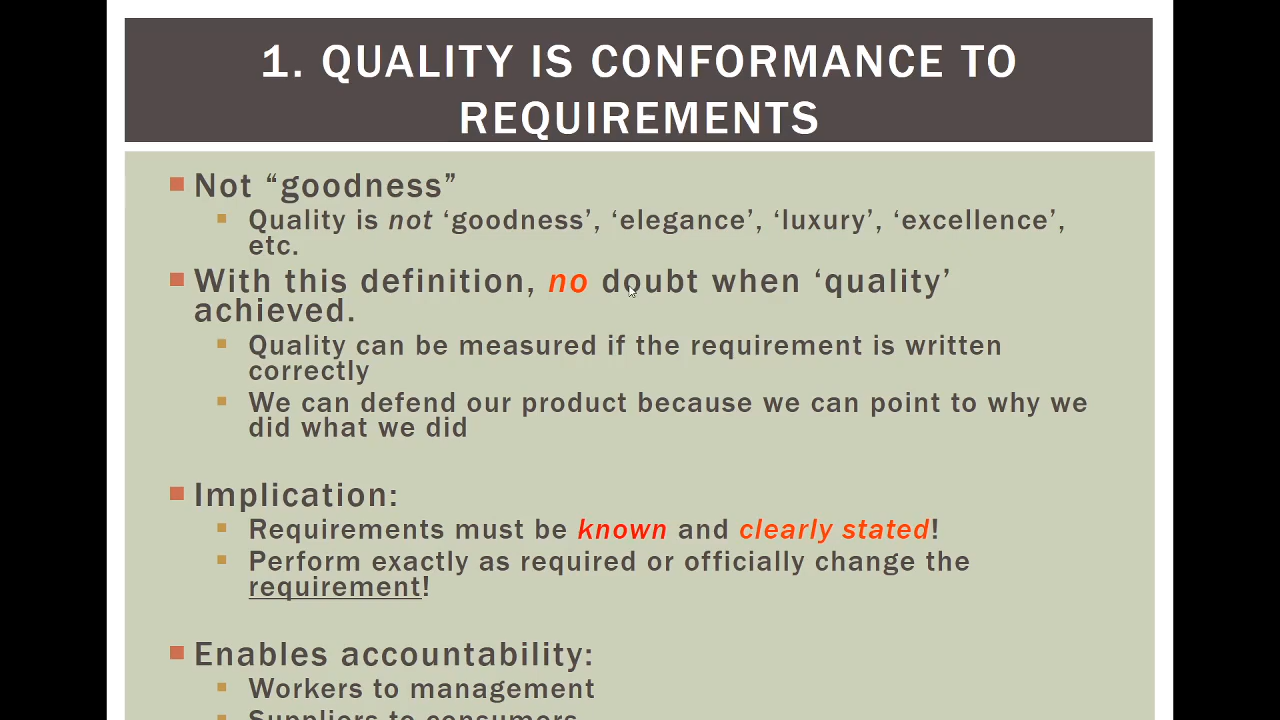 1. QUALITY IS CONFORMANCE TO
REQUIREMENTS
Not “goodness”
Quality is not ‘goodness’, ‘elegance’, ‘luxury’, ‘excellence’,
etc.
With this definition, no doubt when ‘quality’
achieved.
Quality can be measured if the requirement is written
correctly
We can defend our product because we can point to why we
did what we did
Implication:
Requirements must be known and clearly stated!
Perform exactly as required or officially change the
requirement!
Enables accountability:
Workers to management
Suppliers to consumers